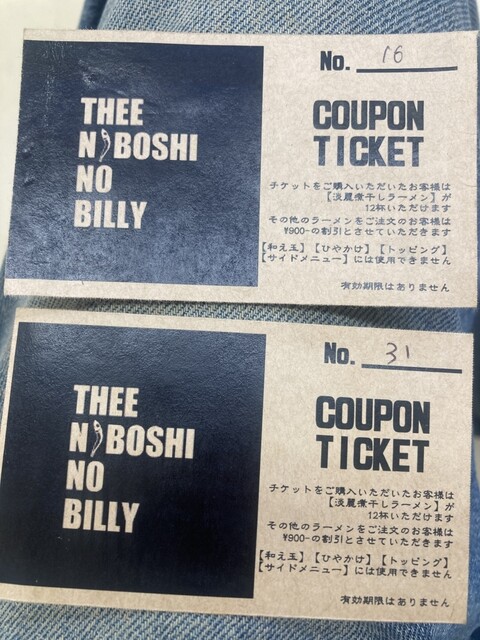 THEE
NIBOSHI
NO
BILLY
No. 16
COUPON
TICKET
チケットをご購入いただいたお客様は
【淡麗煮干しラーメン】が
12杯いただけます
その他のラーメンをご注文のお客様は
¥900-の割引とさせていただきます
【和え玉】【ひやかけ】【トッピング】
【サイドメニュー】には使用できません
有効期限はありません
THEE
NIBOSHI
NO
BILLY
No. 31
COUPON
TICKET
チケットをご購入いただいたお客様は
【淡麗煮干しラーメン】が
12杯いただけます
その他のラーメンをご注文のお客様は
¥900-の割引とさせていただきます
【和え玉】【ひやかけ】【トッピング】
【サイドメニュー】には使用できません
有効期限はありません